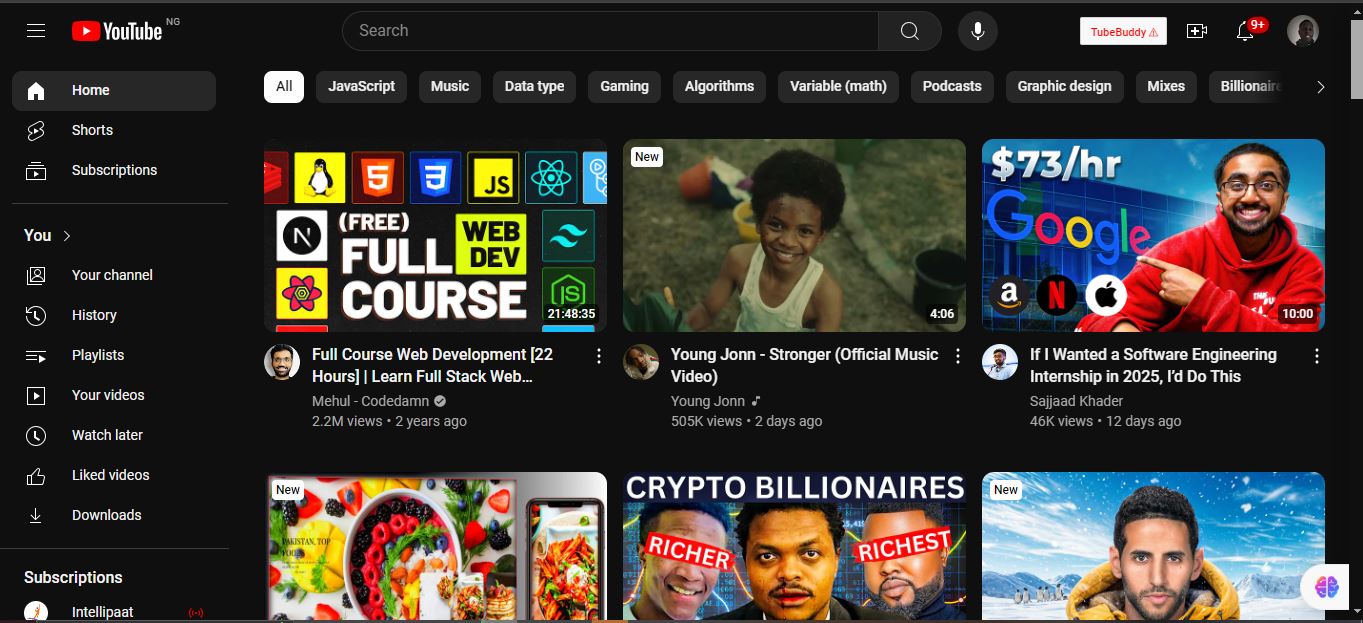 YouTube NG
Search
TubeBuddy
9+
Home
Shorts
Subscriptions
You
Your channel
History
Playlists
Your videos
Watch later
Liked videos
Downloads
Subscriptions
Intellipaat
All JavaScript Music Data type Gaming Algorithms Variable (math) Podcasts Graphic design Mixes Billionaire
JS
N
(FREE)
FULL
COURSE
WEB
DEV
JS
21:48:35
Full Course Web Development [22
Hours] | Learn Full Stack Web...
Mehul - Codedamn
2.2M views • 2 years ago
New
4:06
Young Jonn - Stronger (Official Music
Video)
Young Jonn
505K views • 2 days ago
$73/hr
Google
a
N
10:00
If I Wanted a Software Engineering
Internship in 2025, I’d Do This
Sajjaad Khader
46K views • 12 days ago
New
PAKISTAN, TOP
CRYPTO BILLIONAIRES
RICHER
RICHEST
New